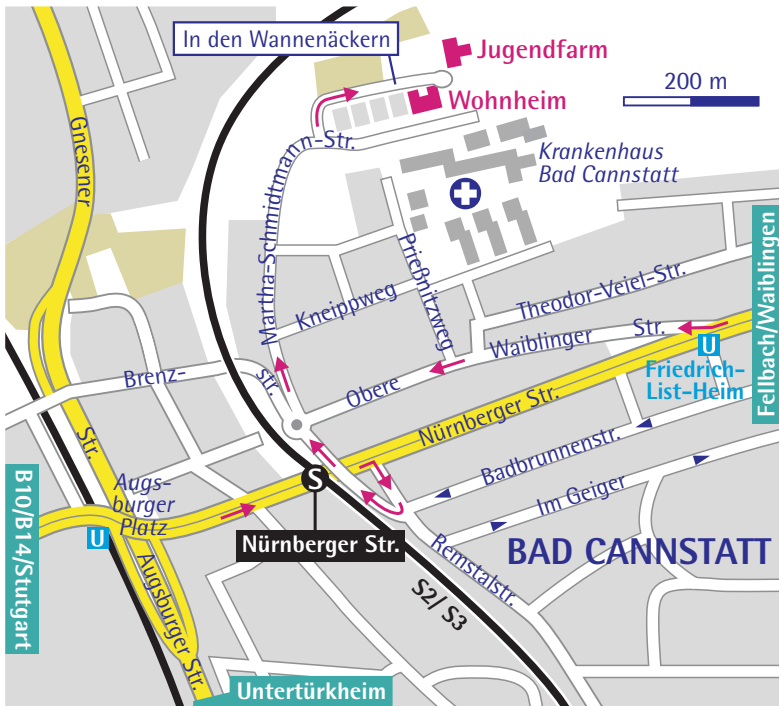 In den Wannenäckern
Jugendfarm
Wohnheim
200 m
Gnesener
Str.
Martha-Schmidtmann-Str.
Krankenhaus
Bad Cannstatt
Prießnitzweg
Kneippweg
Theodor-Veiel-Str.
Fellbach/Waiblingen
Obere
Waiblinger
Str.
U
Friedrich-
List-Heim
Brenz-
str.
Nürnberger Str.
Badbrunnenstr.
Im Geiger
B10/B14/Stuttgart
Augs-
burger
Platz
U
S
Nürnberger Str.
BAD CANNSTATT
Remstalstr.
S2/ S3
Augsburger Str.
Untertürkheim